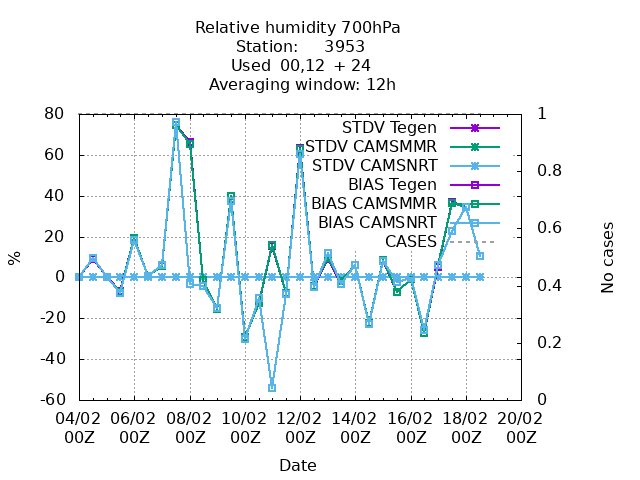 Relative humidity 700hPa
Station: 3953
Used 00,12 + 24
Averaging window: 12h
80
60
40
20
0
-20
-40
-60
%
1
0.8
0.6
0.4
0.2
0
No cases
STDV Tegen
STDV CAMSMMR
STDV CAMSNRT
BIAS Tegen
BIAS CAMSMMR
BIAS CAMSNRT
CASES
04/02 06/02 08/02 10/02 12/02 14/02 16/02 18/02 20/02
00Z 00Z 00Z 00Z 00Z 00Z 00Z 00Z 00Z
Date